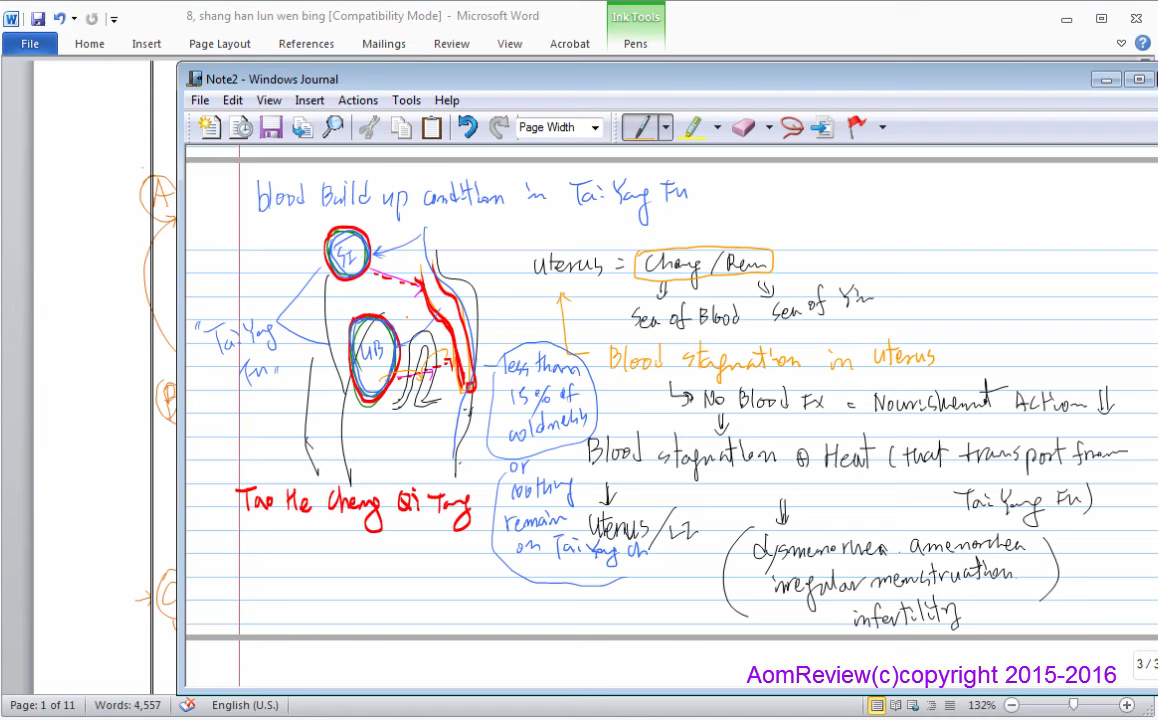 8, shang han lun wen bing [Compatibility Mode] - Microsoft Word
Ink Tools
File Home Insert Page Layout References Mailings Review View Acrobat Pens
Note2 - Windows Journal
File Edit View Insert Actions Tools Help
Page Width
A
B
C
blood Build up condition in Tai Yang Fu
SI
UB
"Tai Yang
Fu"
Tao He Cheng Qi Tang
less than
15% of
coldness
or
nothing
remain
on Tai Yang ch
Uterus = Chong / Ren
Sea of Blood
Sea of Yin
Blood stagnation in uterus
No Blood Fx = Nourishment Action
Blood stagnation ⊕ Heat (that transport from
Tai Yang Fu)
Uterus/LI
dysmenorhea. amenorhea
irregular menstruation.
infertility
3/3
AomReview(c)copyright 2015-2016
Page: 1 of 11 Words: 4,557 English (U.S.) 132%